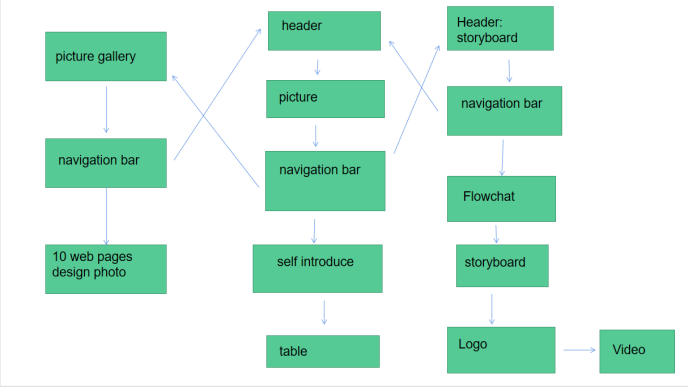 picture gallery
navigation bar
10 web pages
design photo
header
picture
navigation bar
self introduce
table
Header:
storyboard
navigation bar
Flowchat
storyboard
Logo
Video